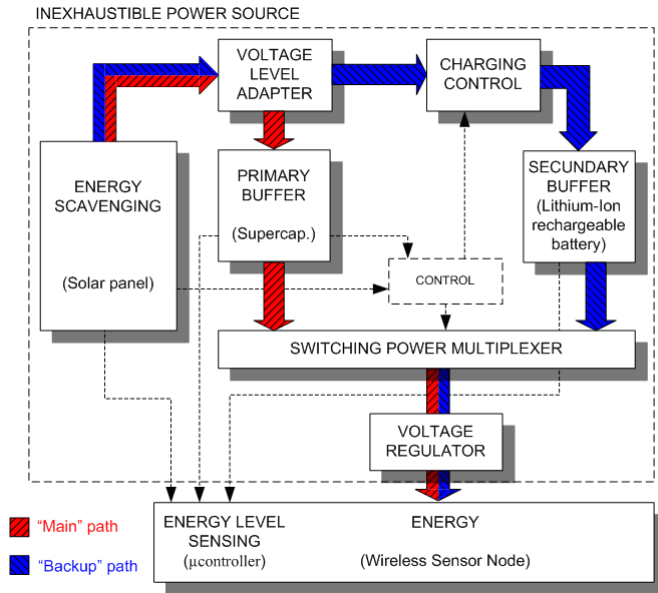 INEXHAUSTIBLE POWER SOURCE
VOLTAGE
LEVEL
ADAPTER
CHARGING
CONTROL
ENERGY
SCAVENGING
(Solar panel)
PRIMARY
BUFFER
(Supercap.)
SECUNDARY
BUFFER
(Lithium-Ion
rechargeable
battery)
CONTROL
SWITCHING POWER MULTIPLEXER
VOLTAGE
REGULATOR
ENERGY LEVEL
SENSING
(μcontroller)
ENERGY
(Wireless Sensor Node)
“Main” path
“Backup” path